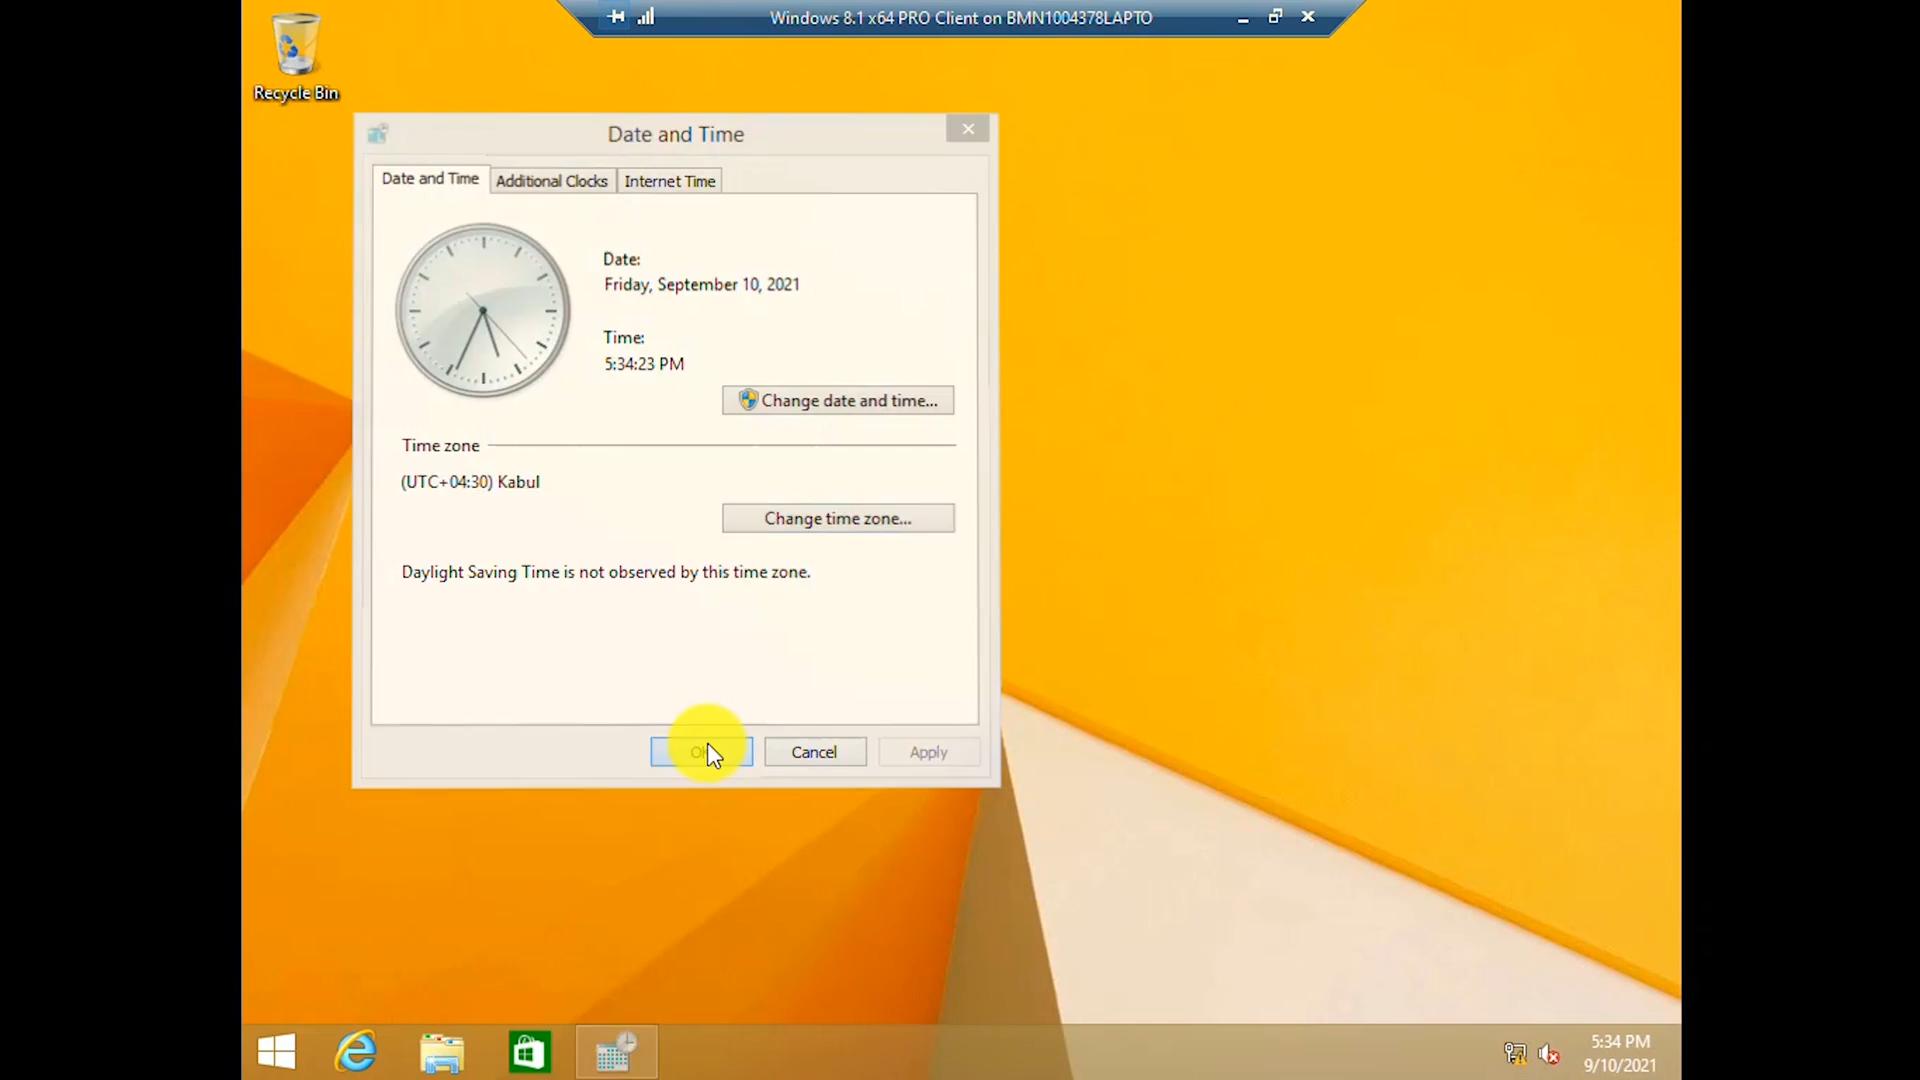 Windows 8.1 x64 PRO Client on BMN1004378LAPTO
Recycle Bin
Date and Time
Date and Time
Additional Clocks
Internet Time
Date:
Friday, September 10, 2021
Time:
5:34:23 PM
Change date and time...
Time zone
(UTC+04:30) Kabul
Change time zone...
Daylight Saving Time is not observed by this time zone.
OK
Cancel
Apply
5:34 PM
9/10/2021